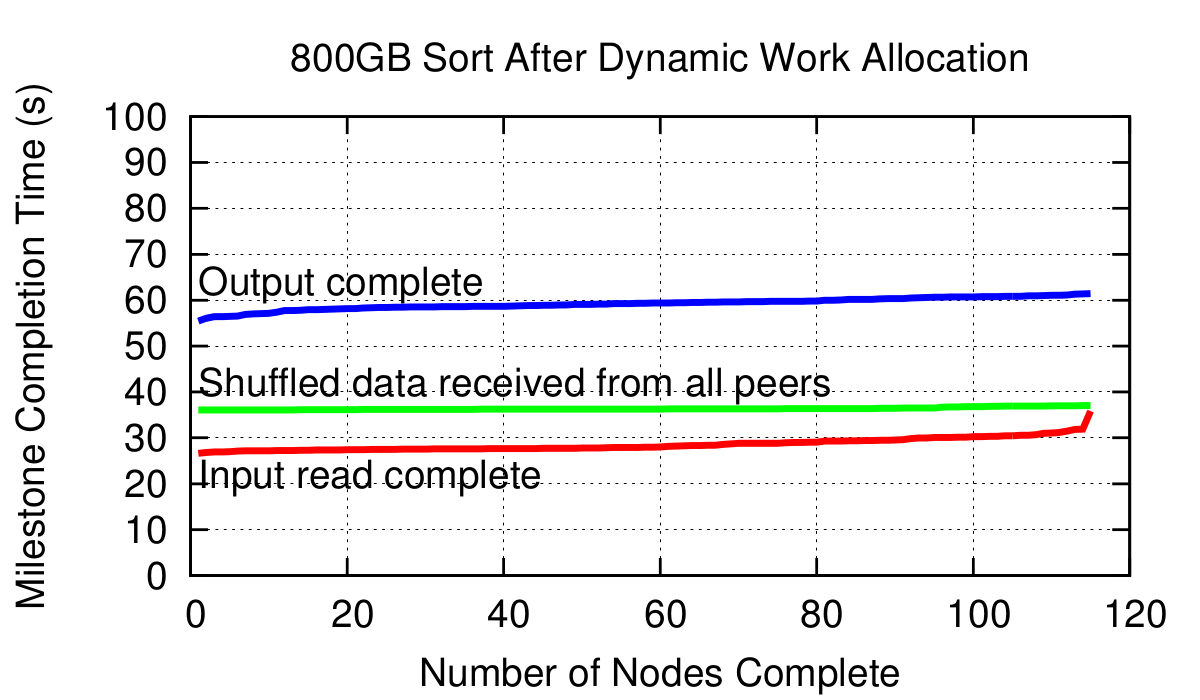 800GB Sort After Dynamic Work Allocation
Milestone Completion Time (s)
100
90
80
70
60
50
40
30
20
10
0
Output complete
Shuffled data received from all peers
Input read complete
0 20 40 60 80 100 120
Number of Nodes Complete